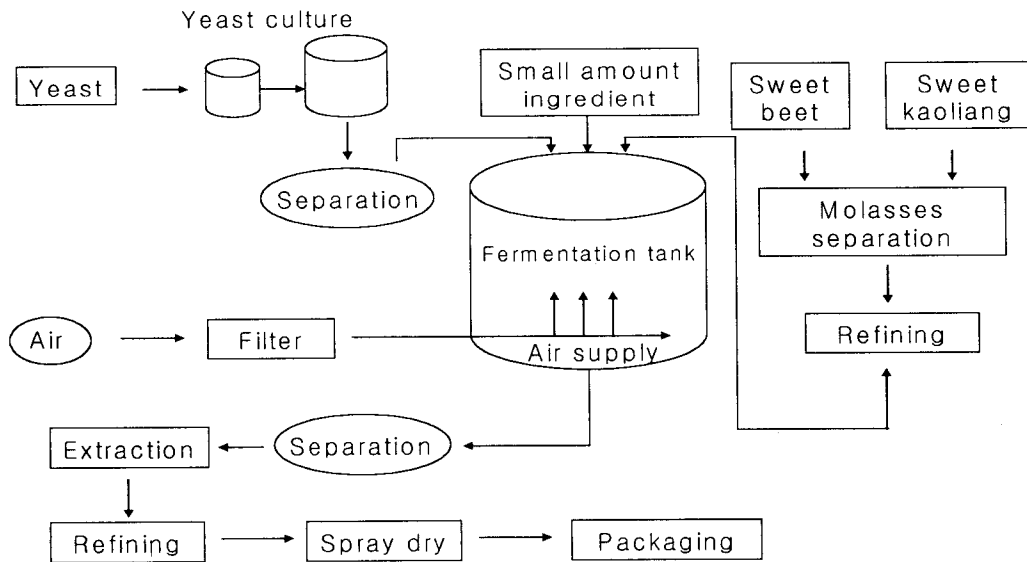 Yeast culture
Yeast
Small amount
ingredient
Sweet
beet
Sweet
kaoliang
Separation
Molasses
separation
Fermentation tank
Air
Filter
Air supply
Refining
Extraction
Separation
Refining
Spray dry
Packaging